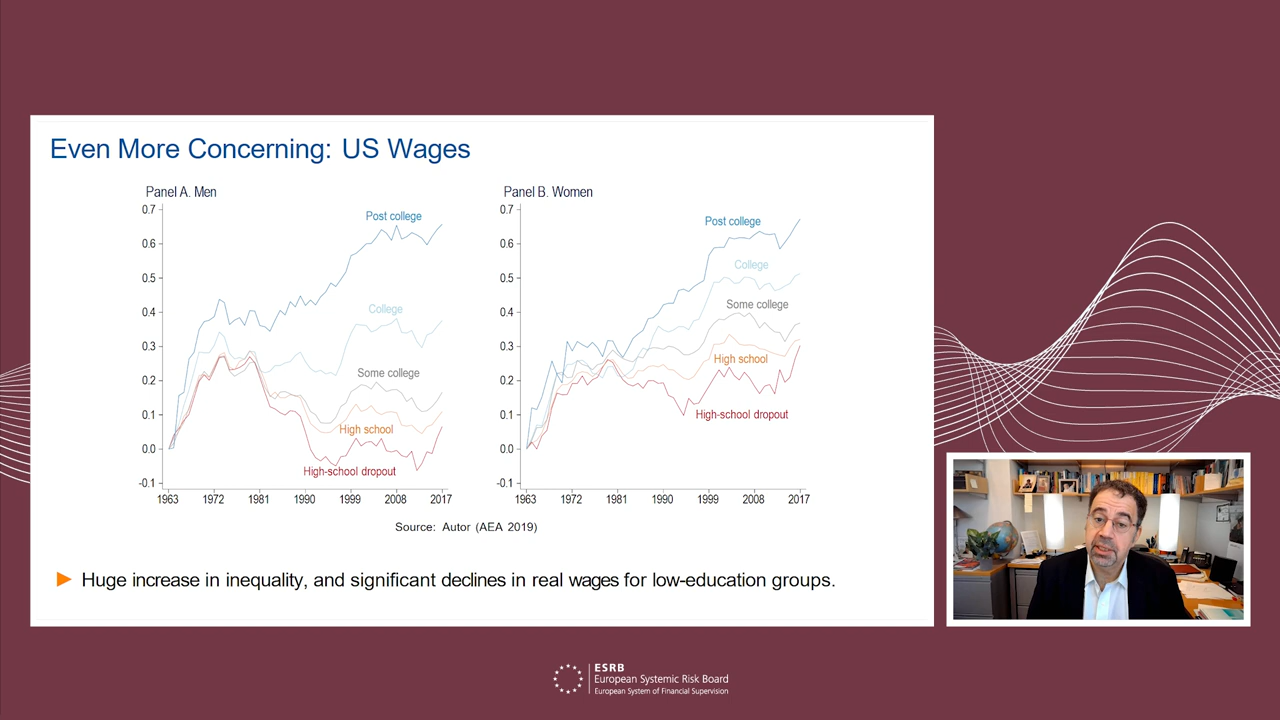 Even More Concerning: US Wages
Panel A. Men
0.7
0.6
0.5
0.4
0.3
0.2
0.1
0.0
-0.1
1963 1972 1981 1990 1999 2008 2017
Post college
College
Some college
High school
High-school dropout
Panel B. Women
0.7
0.6
0.5
0.4
0.3
0.2
0.1
0.0
-0.1
1963 1972 1981 1990 1999 2008 2017
Post college
College
Some college
High school
High-school dropout
Source: Autor (AEA 2019)
Huge increase in inequality, and significant declines in real wages for low-education groups.
ESRB
European Systemic Risk Board
European System of Financial Supervision